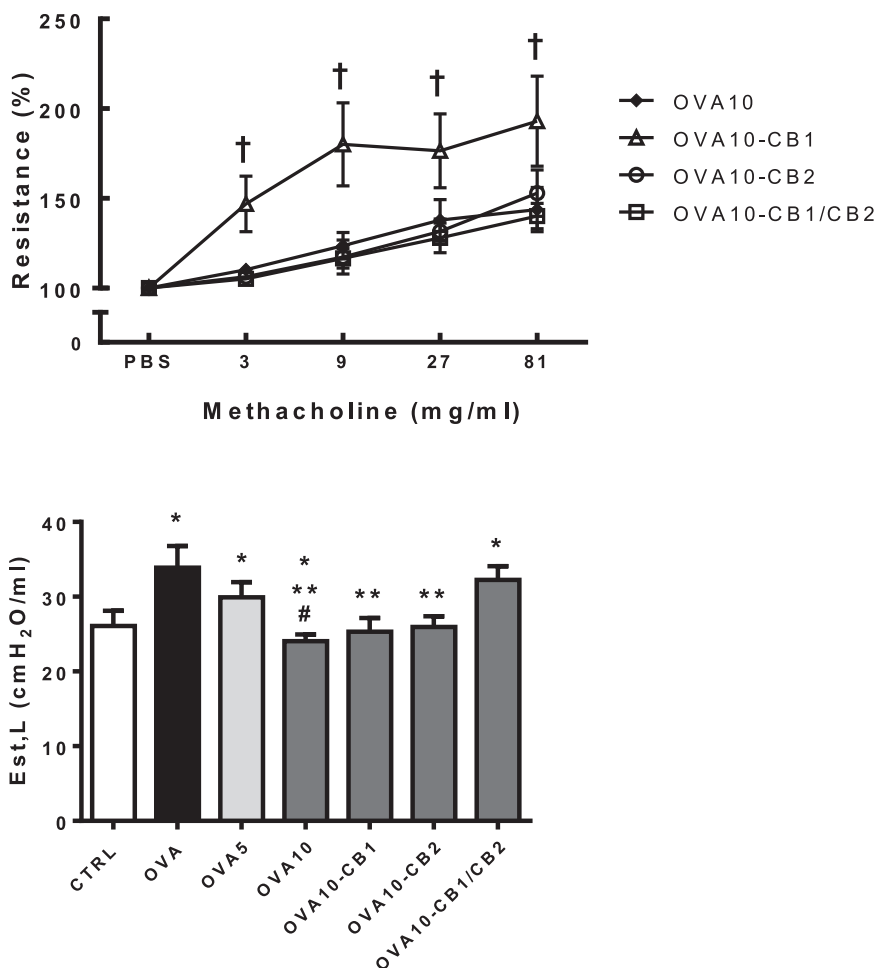 250
200
150
100
0
Resistance (%)
† † † †
PBS 3 9 27 81
Methacholine (mg/ml)
OVA10
OVA10-CB1
OVA10-CB2
OVA10-CB1/CB2
40
30
20
10
0
Est,L (cmH₂O/ml)
*
*
*
**
#
**
**
*
CTRL
OVA
OVA5
OVA10
OVA10-CB1
OVA10-CB2
OVA10-CB1/CB2